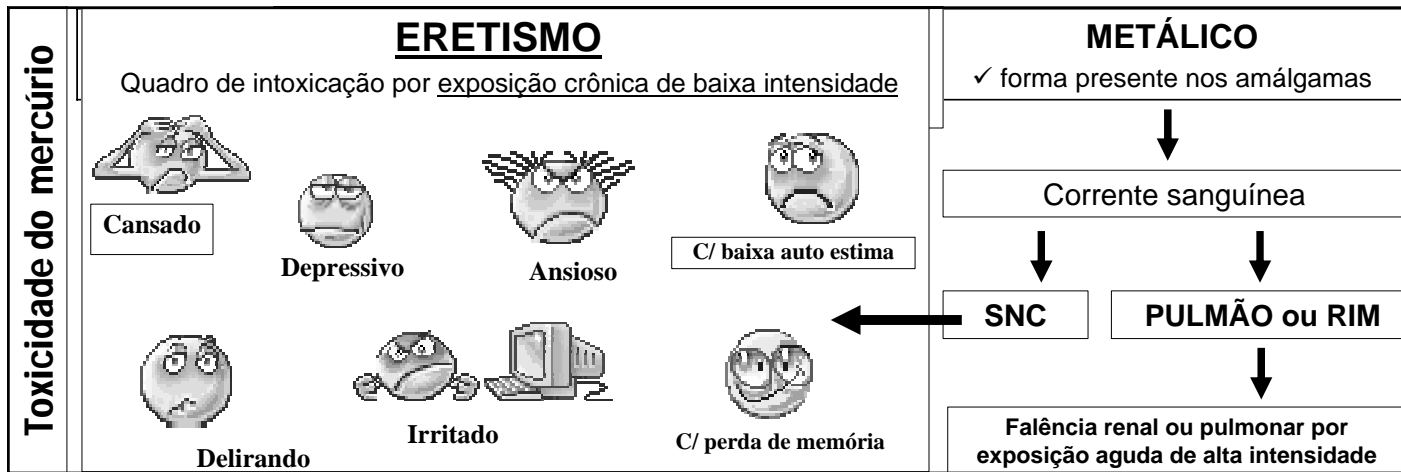 Toxicidade do mercúrio
ERETISMO
Quadro de intoxicação por exposição crônica de baixa intensidade
Cansado
Depressivo
Ansioso
C/ baixa auto estima
Delirando
Irritado
C/ perda de memória
METÁLICO
✓ forma presente nos amálgamas
Corrente sanguínea
SNC
PULMÃO ou RIM
Falência renal ou pulmonar por
exposição aguda de alta intensidade